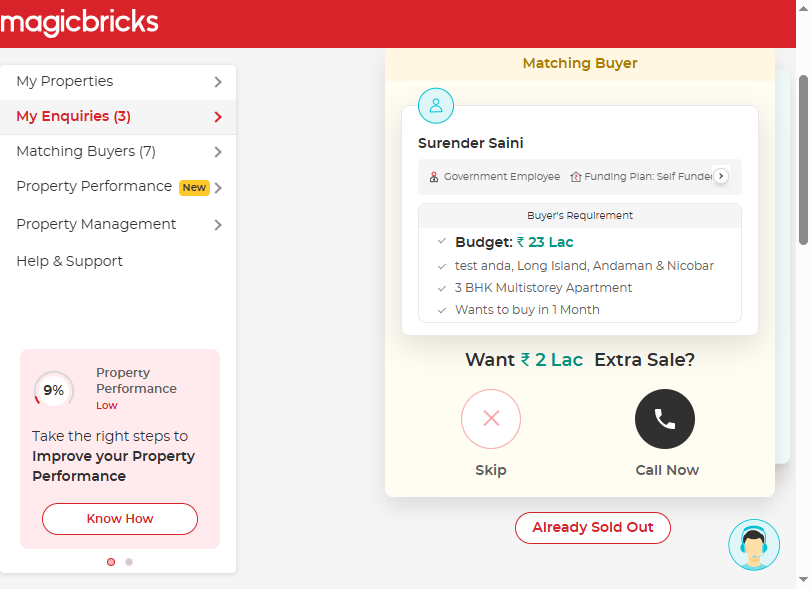 magicbricks
My Properties
My Enquiries (3)
Matching Buyers (7)
Property Performance New
Property Management
Help & Support
9%
Property
Performance
Low
Take the right steps to
Improve your Property
Performance
Know How
Matching Buyer
Surender Saini
Government Employee Funding Plan: Self Funded
Buyer's Requirement
Budget: ₹ 23 Lac
test anda, Long Island, Andaman & Nicobar
3 BHK Multistorey Apartment
Wants to buy in 1 Month
Want ₹ 2 Lac Extra Sale?
Skip
Call Now
Already Sold Out